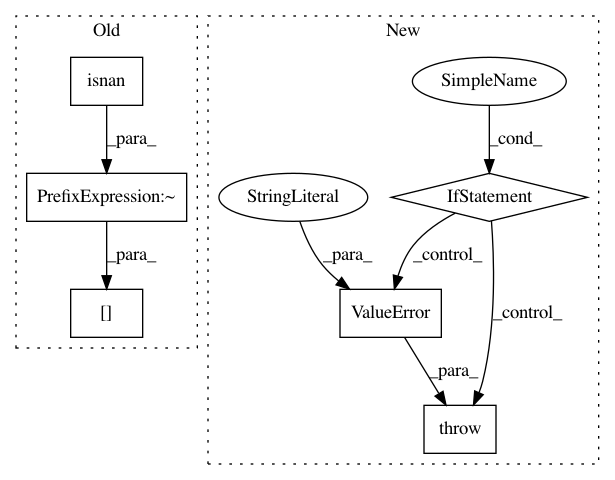 Old
New
isnan
SimpleName
_para_
_cond_
PrefixExpression:~
StringLiteral
IfStatement
_para_
_para_
_control_
_control_
[]
ValueError
_para_
throw